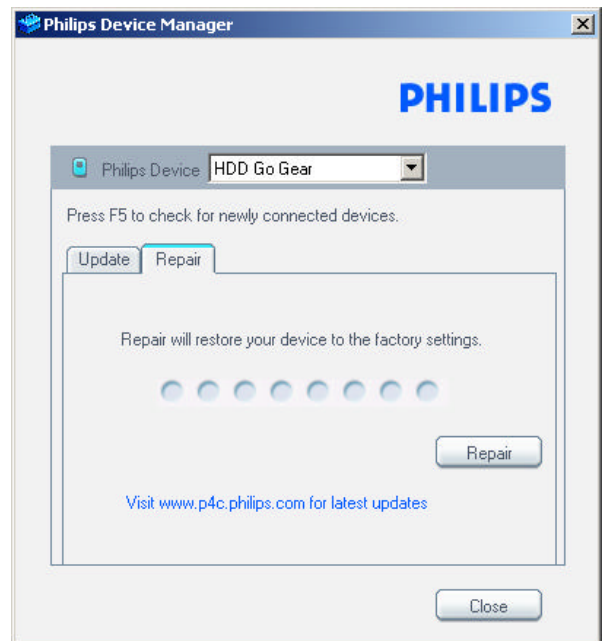 Philips Device Manager
PHILIPS
Philips Device HDD Go Gear
Press F5 to check for newly connected devices.
Update Repair
Repair will restore your device to the factory settings.
Repair
Visit www.p4c.philips.com for latest updates
Close